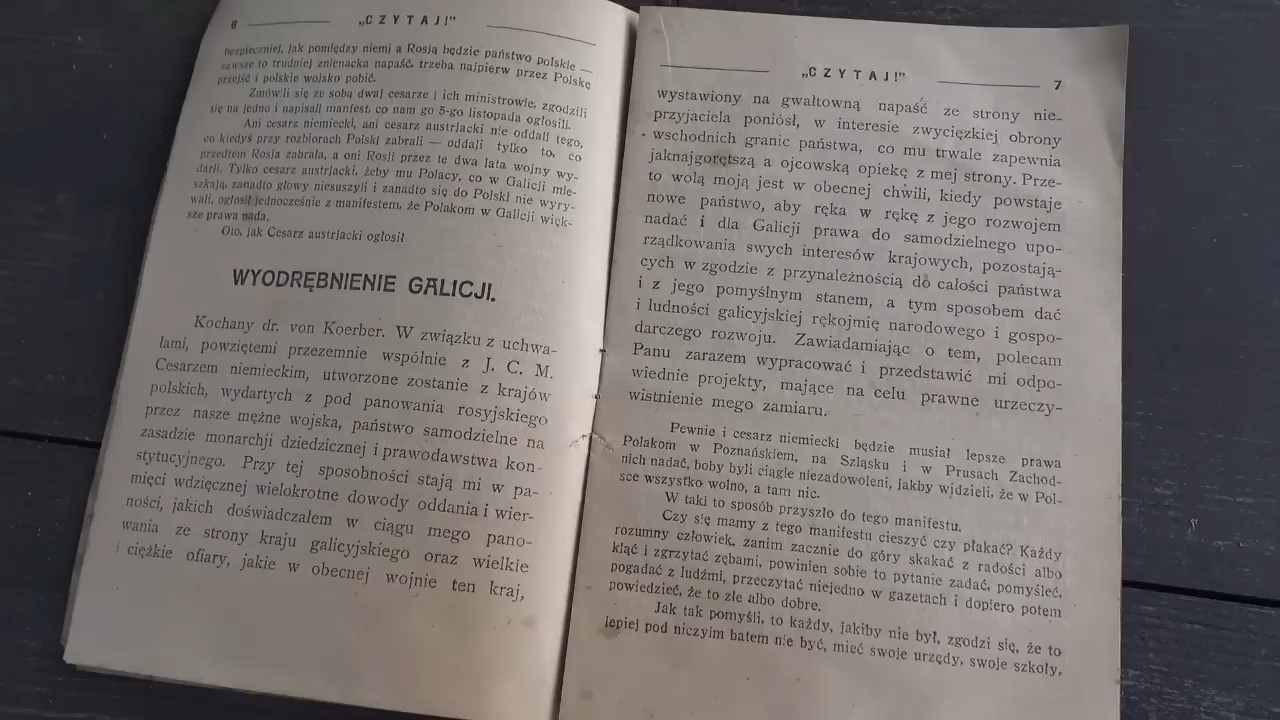 6 „CZYTAJ!”
bezpieczniej, jak pomiędzy niemi a Rosją będzie państwo polskie —
zawsze to trudniej znienacka napaść, trzeba najpierw przez Polskę
przejść i polskie wojsko pobić.
Zmówili się ze sobą dwaj cesarze i ich ministrowie, zgodzili
się na jedno i napisali manfest, co nam go 5-go listopada ogłosili.
Ani cesarz niemiecki, ani cesarz austrjacki nie oddali tego,
co kiedyś przy rozbiorach Polski zabrali — oddali tylko to, co
przedtem Rosja zabrała, a oni Rosji przez te dwa lata wojny wy-
darli. Tylko cesarz austrjacki, żeby mu Polacy, co w Galicji mie-
szkają, zanadto głowy niesuszyli i zanadto się do Polski nie wyry-
wali, ogłosił jednocześnie z manifestem, że Polakom w Galicji więk-
sze prawa nada.
Oto, jak Cesarz austrjacki ogłosił
WYODRĘBNIENIE GALICJI.
Kochany dr. von Koerber. W związku z uchwa-
łami, powziętemi przezemnie wspólnie z J. C. M.
Cesarzem niemieckim, utworzone zostanie z krajów
polskich, wydartych z pod panowania rosyjskiego
przez nasze mężne wojska, państwo samodzielne na
zasadzie monarchji dziedzicznej i prawodawstwa kon-
stytucyjnego. Przy tej sposobności stają mi w pa-
mięci wdzięcznej wielokrotne dowody oddania i wier-
ności, jakich doświadczałem w ciągu mego pano-
wania ze strony kraju galicyjskiego oraz wielkie
i ciężkie ofiary, jakie w obecnej wojnie ten kraj,
„CZYTAJ!” 7
wystawiony na gwałtowną napaść ze strony nie-
przyjaciela poniósł, w interesie zwycięzkiej obrony
wschodnich granic państwa, co mu trwale zapewnia
jaknajgorętszą a ojcowską opiekę z mej strony. Prze-
to wolą moją jest w obecnej chwili, kiedy powstaje
nowe państwo, aby ręka w rękę z jego rozwojem
nadać i dla Galicji prawa do samodzielnego upo-
rządkowania swych interesów krajowych, pozostają-
cych w zgodzie z przynależnością do całości państwa
i z jego pomyślnym stanem, a tym sposobem dać
i ludności galicyjskiej rękojmię narodowego i gospo-
darczego rozwoju. Zawiadamiając o tem, polecam
Panu zarazem wypracować i przedstawić mi odpo-
wiednie projekty, mające na celu prawne urzeczy-
wistnienie mego zamiaru.
Pewnie i cesarz niemiecki będzie musiał lepsze prawa
Polakom w Poznańskiem, na Szląsku i w Prusach Zachod-
nich nadać, boby byli ciągle niezadowoleni, jakby widzieli, że w Pol-
sce wszystko wolno, a tam nic.
W taki to sposób przyszło do tego manifestu.
Czy się mamy z tego manifestu cieszyć czy płakać? Każdy
rozumny człowiek, zanim zacznie do góry skakać z radości albo
kląć i zgrzytać zębami, powinien sobie to pytanie zadać, pomyśleć,
pogadać z ludźmi, przeczytać niejedno w gazetach i dopiero potem
powiedzieć, że to złe albo dobre.
Jak tak pomyśli, to każdy, jakiby nie był, zgodzi się, że to
lepiej pod niczyim batem nie być, mieć swoje urzędy, swoje szkoły,